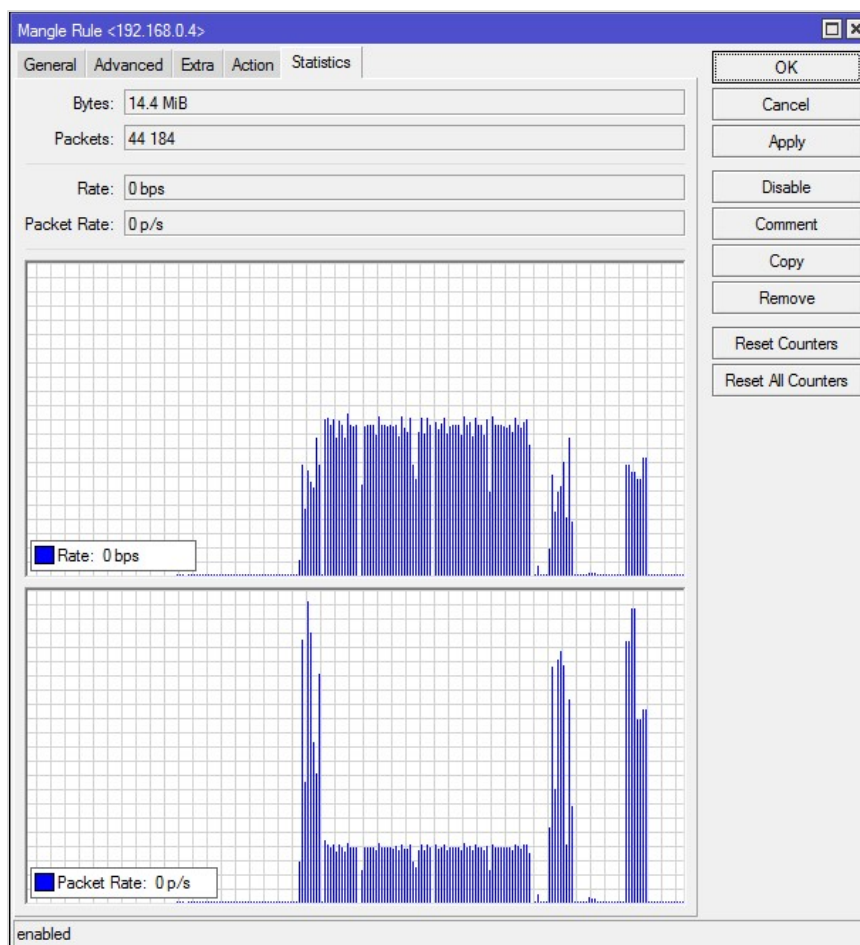 Mangle Rule <192.168.0.4>
General Advanced Extra Action Statistics
Bytes: 14.4 MiB
Packets: 44 184
Rate: 0 bps
Packet Rate: 0 p/s
Rate: 0 bps
Packet Rate: 0 p/s
OK
Cancel
Apply
Disable
Comment
Copy
Remove
Reset Counters
Reset All Counters
enabled